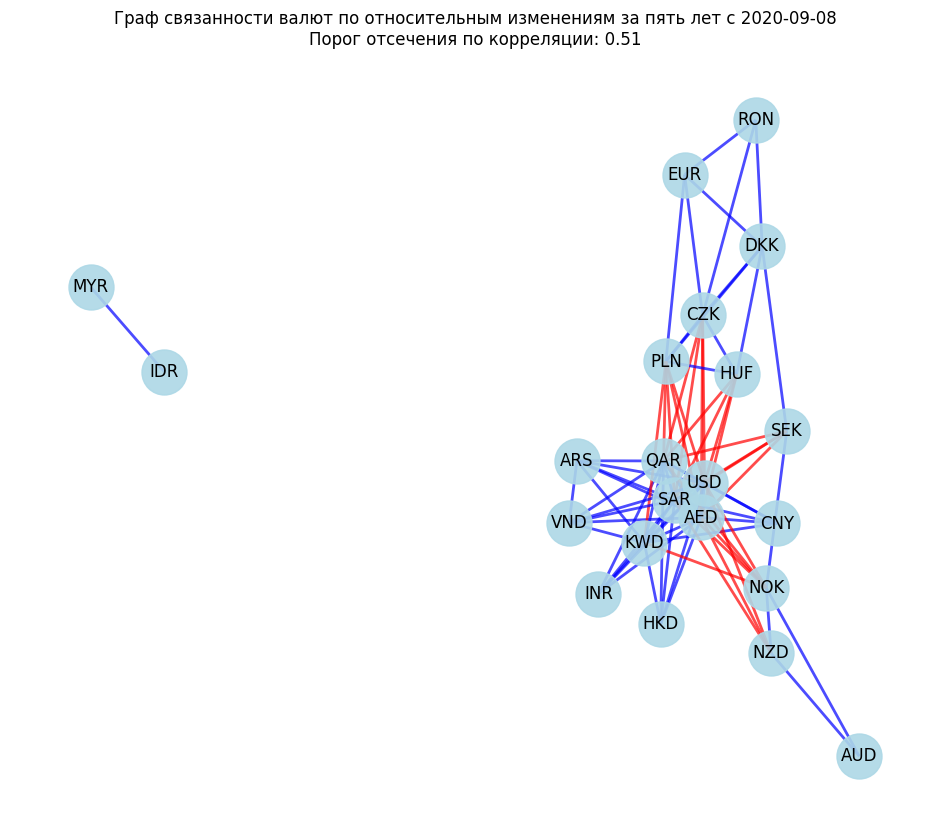 Граф связанности валют по относительным изменениям за пять лет с 2020-09-08
Порог отсечения по корреляции: 0.51
RON
EUR
DKK
MYR
CZK
PLN
IDR
HUF
SEK
ARS
QAR
USD
SAR
AED
VND
CNY
KWD
INR
NOK
HKD
NZD
AUD